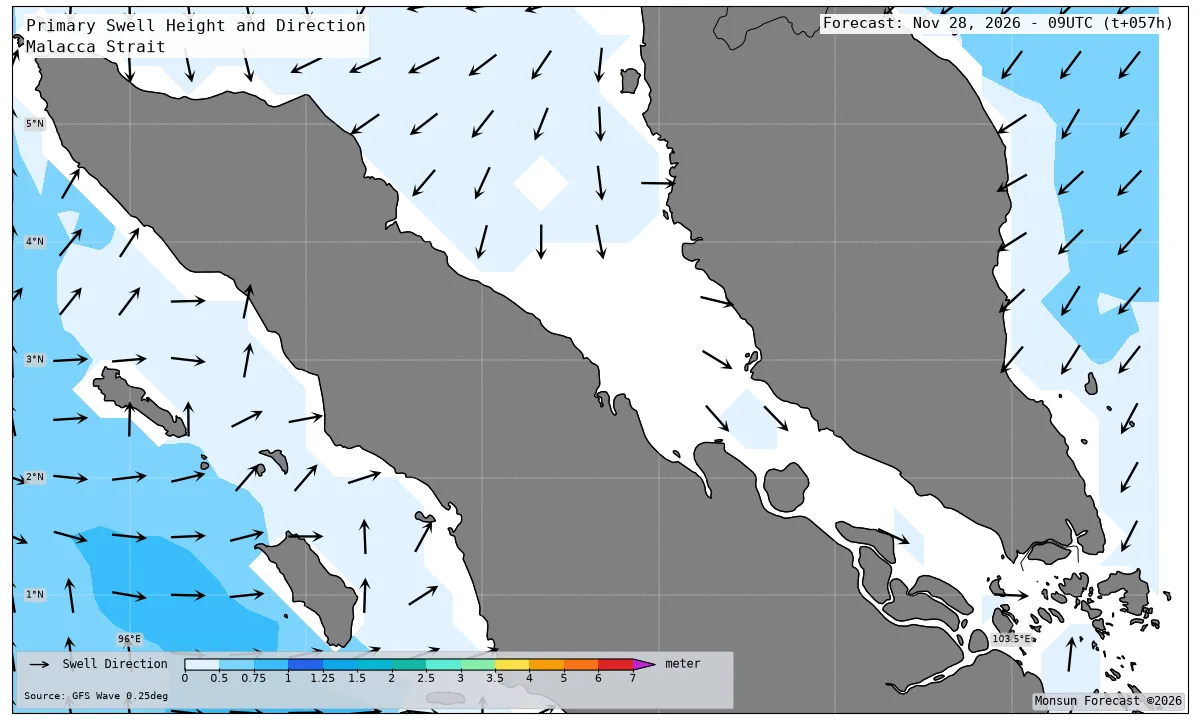 Primary Swell Height and Direction
Malacca Strait
Forecast: Nov 28, 2026 - 09UTC (t+057h)
5°N
4°N
3°N
2°N
1°N
96°E
103.5°E
Swell Direction
0 0.5 0.75 1 1.25 1.5 2 2.5 3 3.5 4 5 6 7
meter
Source: GFS Wave 0.25deg
Monsun Forecast ©2026